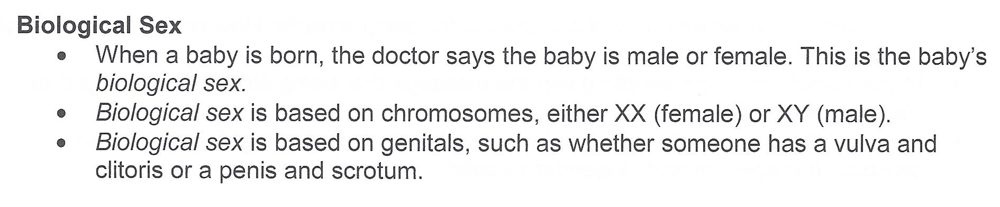 Biological Sex
• When a baby is born, the doctor says the baby is male or female. This is the baby's
biological sex.
• Biological sex is based on chromosomes, either XX (female) or XY (male).
• Biological sex is based on genitals, such as whether someone has a vulva and
clitoris or a penis and scrotum.